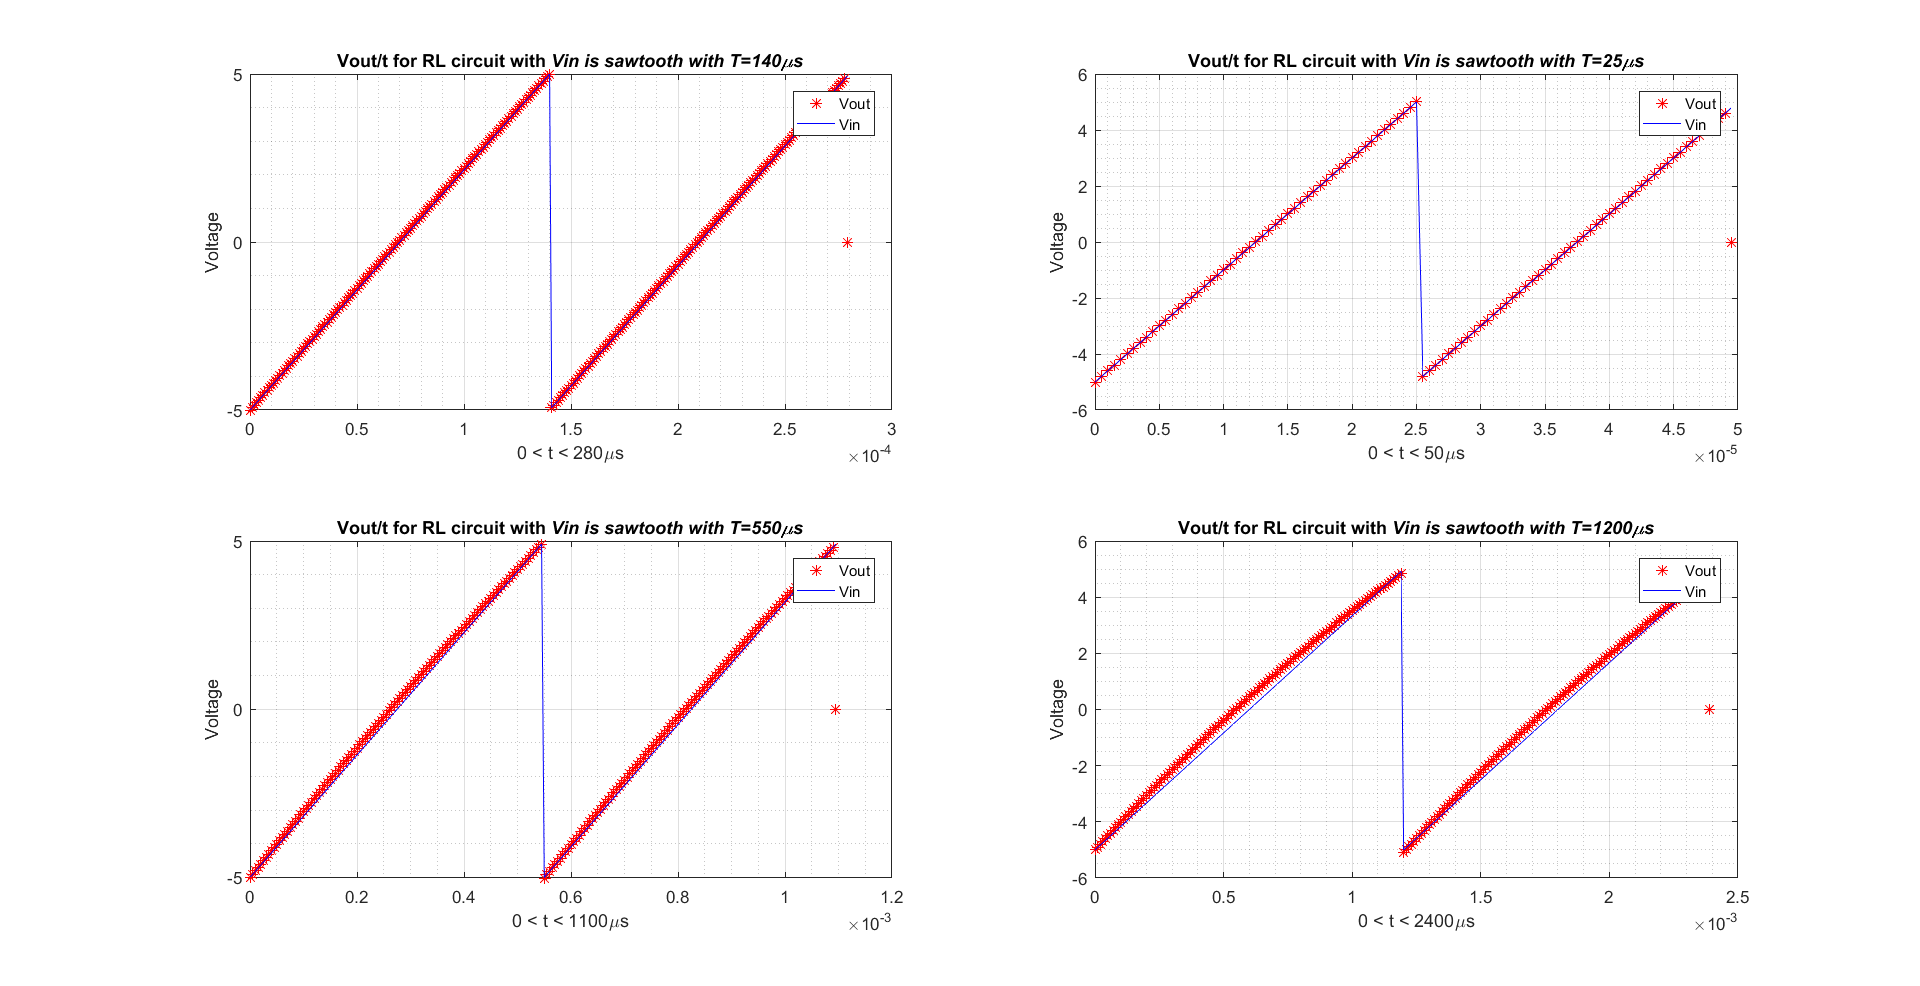 Vout/t for RL circuit with Vin is sawtooth with T=140μs
5
0
-5
Voltage
Vout
Vin
0 0.5 1 1.5 2 2.5 3
0 < t < 280μs
×10-4
Vout/t for RL circuit with Vin is sawtooth with T=25μs
6
4
2
0
-2
-4
-6
Voltage
Vout
Vin
0 0.5 1 1.5 2 2.5 3 3.5 4 4.5 5
0 < t < 50μs
×10-5
Vout/t for RL circuit with Vin is sawtooth with T=550μs
5
0
-5
Voltage
Vout
Vin
0 0.2 0.4 0.6 0.8 1 1.2
0 < t < 1100μs
×10-3
Vout/t for RL circuit with Vin is sawtooth with T=1200μs
6
4
2
0
-2
-4
-6
Voltage
Vout
Vin
0 0.5 1 1.5 2 2.5
0 < t < 2400μs
×10-3